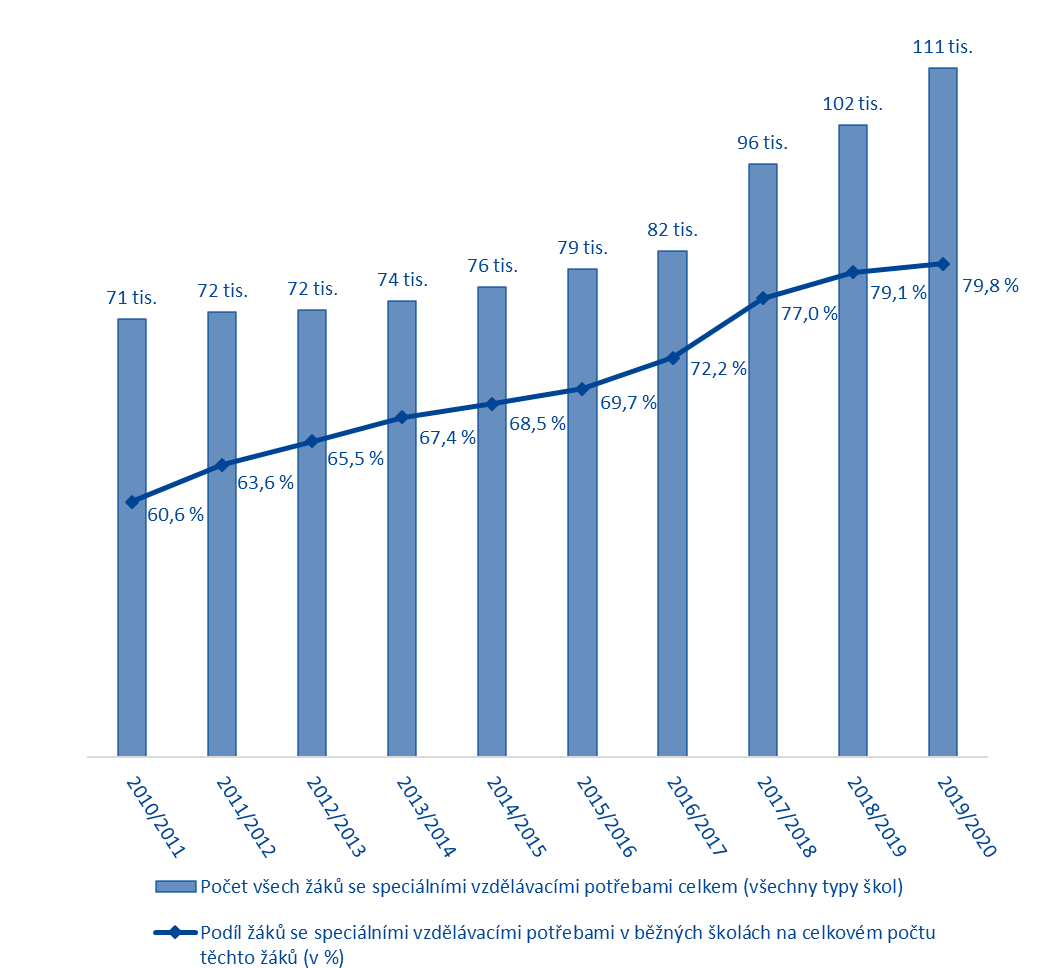 111 tis.
102 tis.
96 tis.
82 tis.
79 tis.
76 tis.
74 tis.
72 tis.
72 tis.
71 tis.
79,8 %
79,1 %
77,0 %
72,2 %
69,7 %
68,5 %
67,4 %
65,5 %
63,6 %
60,6 %
2010/2011
2011/2012
2012/2013
2013/2014
2014/2015
2015/2016
2016/2017
2017/2018
2018/2019
2019/2020
Počet všech žáků se speciálními vzdělávacími potřebami celkem (všechny typy škol)
Podíl žáků se speciálními vzdělávacími potřebami v běžných školách na celkovém počtu
těchto žáků (v %)